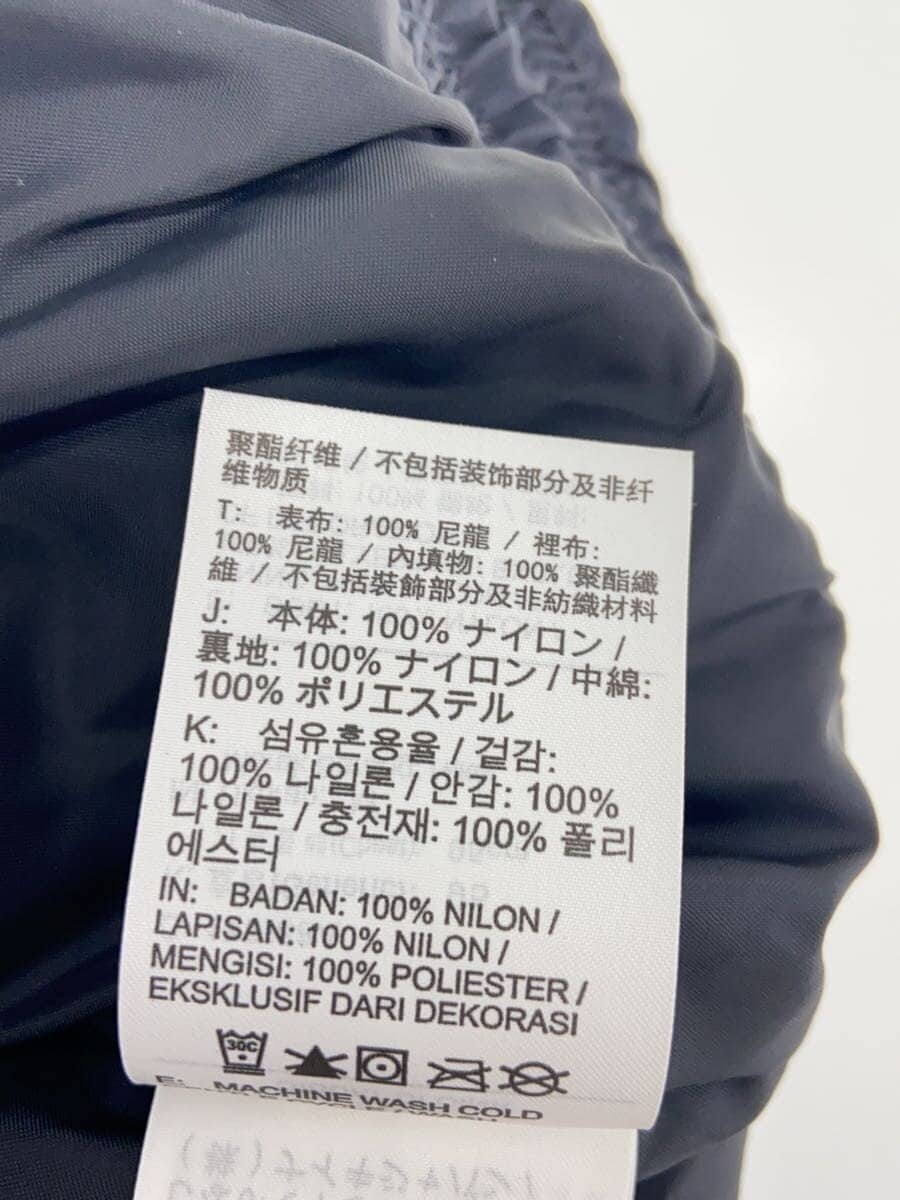 聚酯纤维 / 不包括装饰部分及非纤
维物质
T: 表布: 100% 尼龍 / 裡布:
100% 尼龍 / 內填物: 100% 聚酯纖
維 / 不包括裝飾部分及非紡織材料
J: 本体: 100% ナイロン /
裏地: 100% ナイロン / 中綿:
100% ポリエステル
K: 섬유혼용율 / 겉감:
100% 나일론 / 안감: 100%
나일론 / 충전재: 100% 폴리
에스터
IN: BADAN: 100% NILON /
LAPISAN: 100% NILON /
MENGISI: 100% POLIESTER /
EKSKLUSIF DARI DEKORASI
30C
E: MACHINE WASH COLD